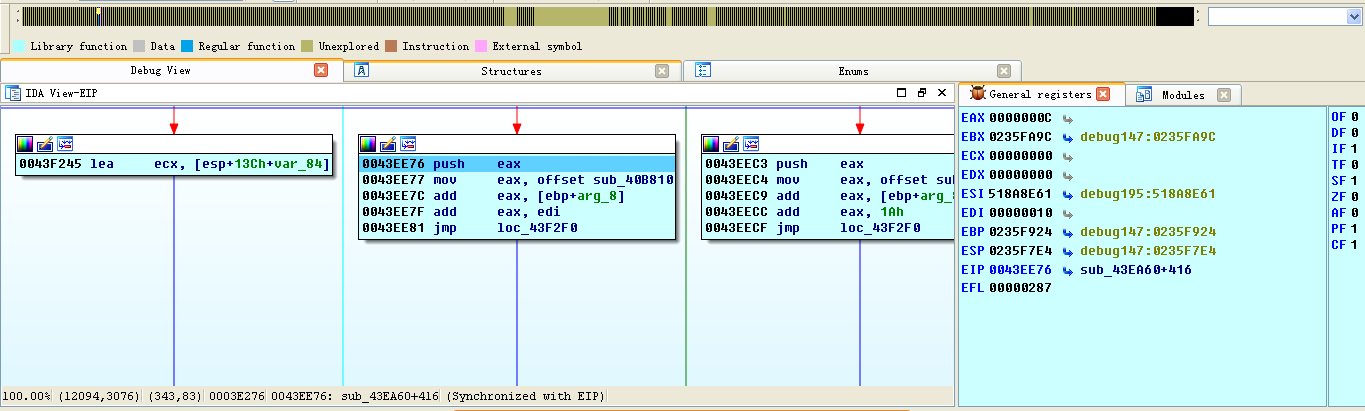 Library function Data Regular function Unexplored Instruction External symbol
Debug View Structures Enums
IDA View-EIP
0043F245 lea ecx, [esp+13Ch+var_84]
0043EE76 push eax
0043EE77 mov eax, offset sub_40B810
0043EE7C add eax, [ebp+arg_8]
0043EE7F add eax, edi
0043EE81 jmp loc_43F2F0
0043EEC3 push eax
0043EEC4 mov eax, offset su
0043EEC9 add eax, [ebp+arg_
0043EECC add eax, 1Ah
0043EECF jmp loc_43F2F0
General registers Modules
EAX 0000000C
EBX 0235FA9C debug147:0235FA9C
ECX 00000000
EDX 00000000
ESI 518A8E61 debug195:518A8E61
EDI 00000010
EBP 0235F924 debug147:0235F924
ESP 0235F7E4 debug147:0235F7E4
EIP 0043EE76 sub_43EA60+416
EFL 00000287
OF 0
DF 0
IF 1
TF 0
SF 1
ZF 0
AF 0
PF 1
CF 1
100.00% (12094,3076) (343,83) 0003E276 0043EE76: sub_43EA60+416 (Synchronized with EIP)